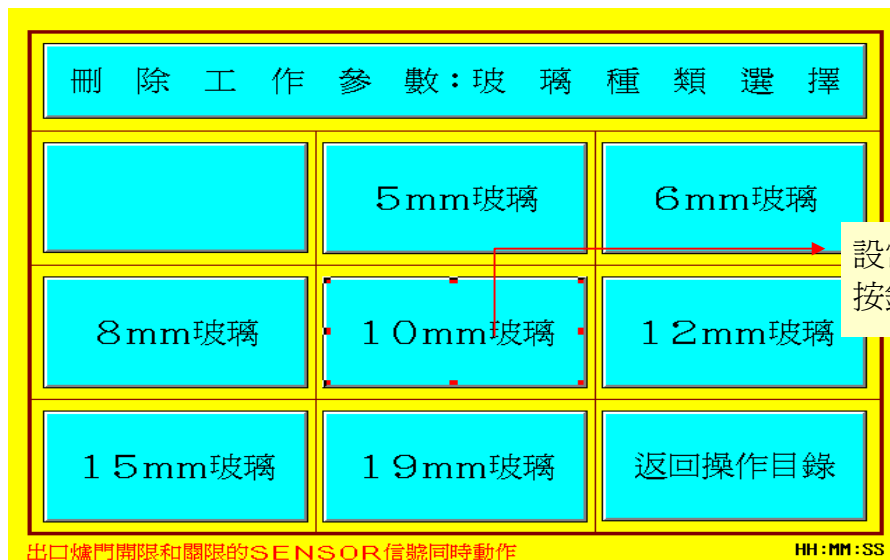 刪除工作參數:玻璃種類選擇
5mm玻璃
6mm玻璃
設
按
8mm玻璃
10mm玻璃
12mm玻璃
15mm玻璃
19mm玻璃
返回操作目錄
出口爐門開限和關限的SENSOR信號同時動作
HH:MM:SS